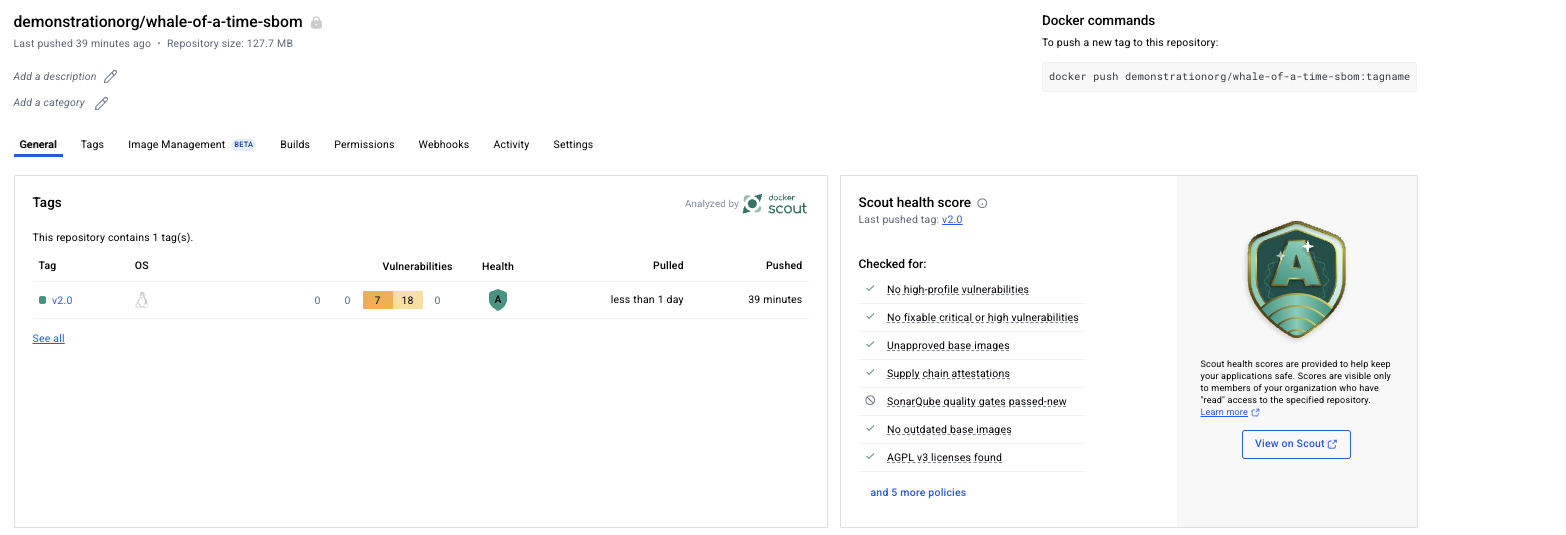 demonstrationorg/whale-of-a-time-sbom
Last pushed 39 minutes ago • Repository size: 127.7 MB
Add a description
Add a category
Docker commands
To push a new tag to this repository:
docker push demonstrationorg/whale-of-a-time-sbom:tagname
General Tags Image Management BETA Builds Permissions Webhooks Activity Settings
Tags
Analyzed by docker scout
This repository contains 1 tag(s).
Tag OS Vulnerabilities Health Pulled Pushed
v2.0 0 0 7 18 0 A less than 1 day 39 minutes
See all
Scout health score
Last pushed tag: v2.0
Checked for:
No high-profile vulnerabilities
No fixable critical or high vulnerabilities
Unapproved base images
Supply chain attestations
SonarQube quality gates passed-new
No outdated base images
AGPL v3 licenses found
and 5 more policies
A
Scout health scores are provided to help keep
your applications safe. Scores are visible only
to members of your organization who have
"read" access to the specified repository.
Learn more
View on Scout